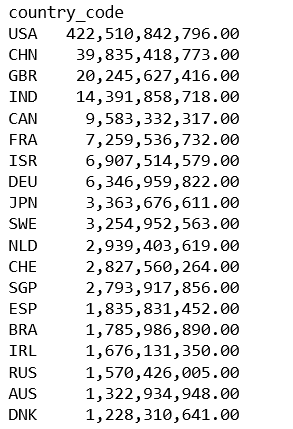 country_code
USA 422,510,842,796.00
CHN 39,835,418,773.00
GBR 20,245,627,416.00
IND 14,391,858,718.00
CAN 9,583,332,317.00
FRA 7,259,536,732.00
ISR 6,907,514,579.00
DEU 6,346,959,822.00
JPN 3,363,676,611.00
SWE 3,254,952,563.00
NLD 2,939,403,619.00
CHE 2,827,560,264.00
SGP 2,793,917,856.00
ESP 1,835,831,452.00
BRA 1,785,986,890.00
IRL 1,676,131,350.00
RUS 1,570,426,005.00
AUS 1,322,934,948.00
DNK 1,228,310,641.00